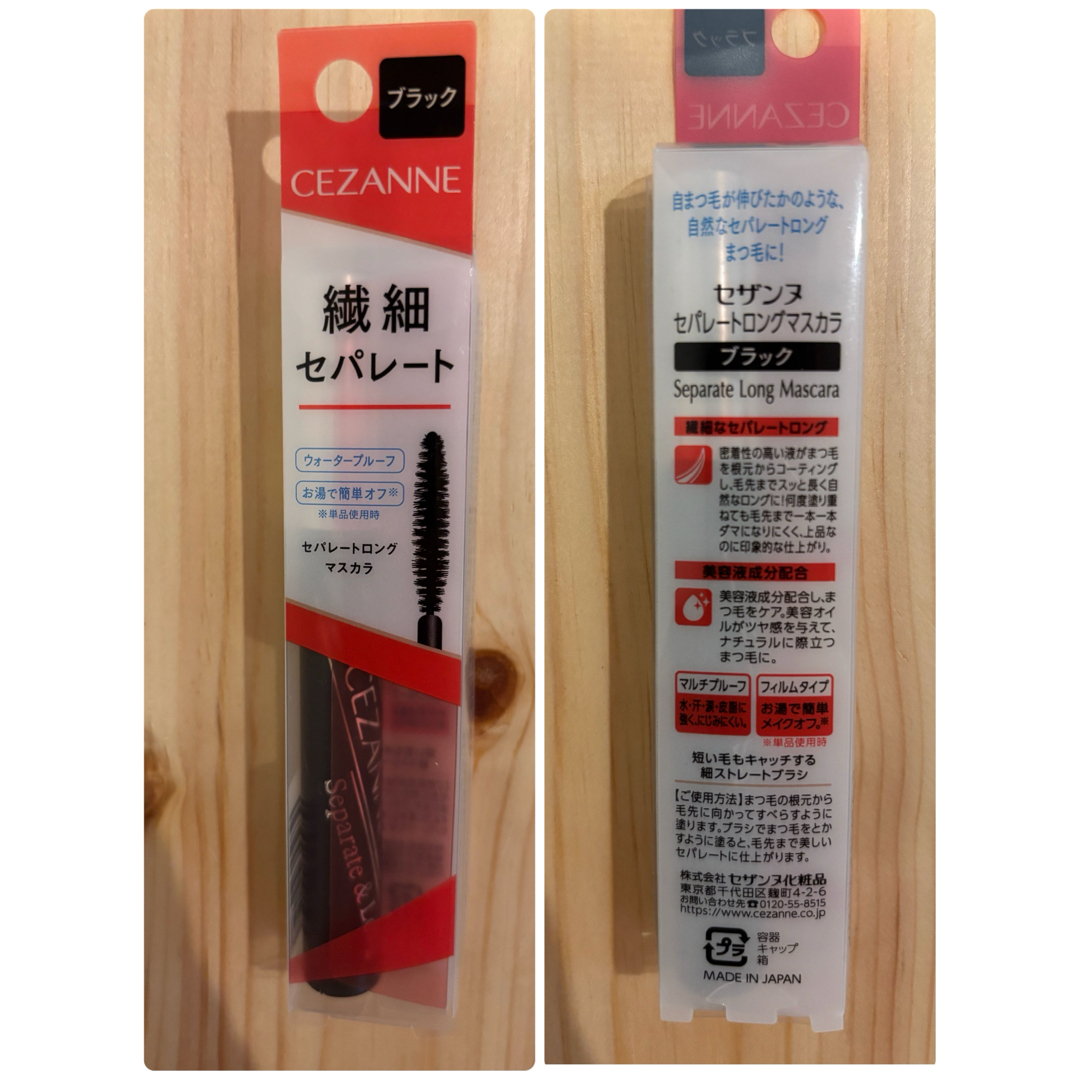 ブラック
CEZANNE
繊細
セパレート
ウォータープルーフ
お湯で簡単オフ※
※単品使用時
セパレートロング
マスカラ
CEZANNE
Separate &
ブラック
CEZANNE
自まつ毛が伸びたかのような、
自然なセパレートロング
まつ毛に!
セザンヌ
セパレートロングマスカラ
ブラック
Separate Long Mascara
繊細なセパレートロング
密着性の高い液がまつ毛
を根元からコーティング
し、毛先までスッと長く自
然なロングに!何度塗り重
ねても毛先まで一本一本
ダマになりにくく、上品な
のに印象的な仕上がり。
美容液成分配合
美容液成分配合し、ま
つ毛をケア。美容オイ
ルがツヤ感を与えて、
ナチュラルに際立つ
まつ毛に。
マルチプルーフ
水・汗・涙・皮脂に
強く、にじみにくい。
フィルムタイプ
お湯で簡単
メイクオフ。※
※単品使用時
短い毛もキャッチする
細ストレートブラシ
【ご使用方法】まつ毛の根元から
毛先に向かってすべらすように
塗ります。ブラシでまつ毛をとか
すように塗ると、毛先まで美しい
セパレートに仕上がります。
株式会社 セザンヌ化粧品
東京都千代田区麹町4-2-6
お問い合わせ先☎0120-55-8515
https://www.cezanne.co.jp
プラ
容器
キャップ
箱
MADE IN JAPAN